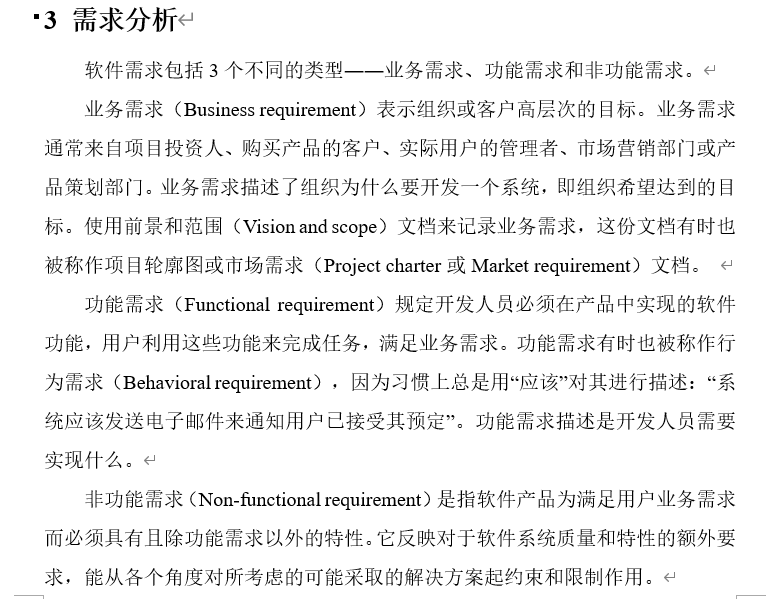 3 需求分析
软件需求包括 3 个不同的类型——业务需求、功能需求和非功能需求。
业务需求（Business requirement）表示组织或客户高层次的目标。业务需求
通常来自项目投资人、购买产品的客户、实际用户的管理者、市场营销部门或产
品策划部门。业务需求描述了组织为什么要开发一个系统，即组织希望达到的目
标。使用前景和范围（Vision and scope）文档来记录业务需求，这份文档有时也
被称作项目轮廓图或市场需求（Project charter 或 Market requirement）文档。
功能需求（Functional requirement）规定开发人员必须在产品中实现的软件
功能，用户利用这些功能来完成任务，满足业务需求。功能需求有时也被称作行
为需求（Behavioral requirement），因为习惯上总是用“应该”对其进行描述：“系
统应该发送电子邮件来通知用户已接受其预定”。功能需求描述是开发人员需要
实现什么。
非功能需求（Non-functional requirement）是指软件产品为满足用户业务需求
而必须具有且除功能需求以外的特性。它反映对于软件系统质量和特性的额外要
求，能从各个角度对所考虑的可能采取的解决方案起约束和限制作用。